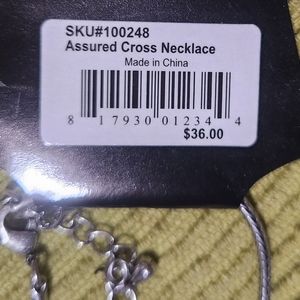 SKU#100248
Assured Cross Necklace
Made in China
8 17930 01234 4
$36.00